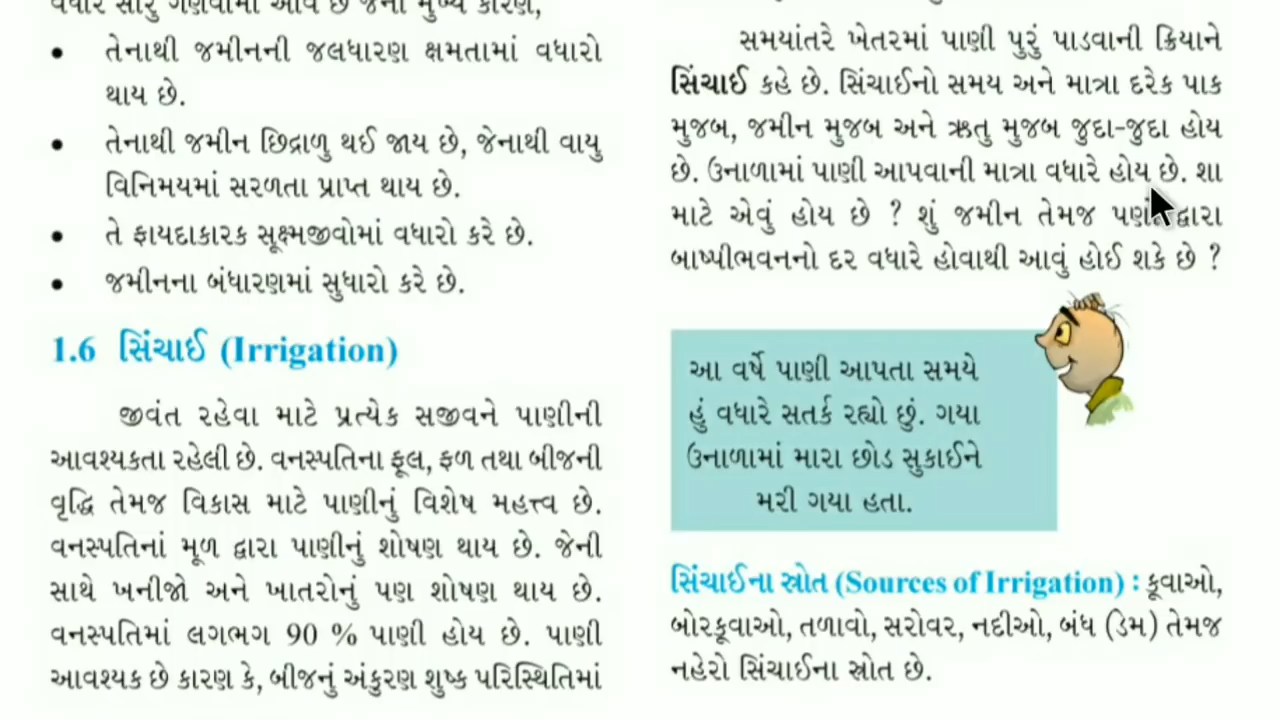 તેનાથી જમીનની જલધારણ ક્ષમતામાં વધારો
થાય છે.
તેનાથી જમીન છિદ્રાળુ થઈ જાય છે, જેનાથી વાયુ
વિનિમયમાં સરળતા પ્રાપ્ત થાય છે.
તે ફાયદાકારક સૂક્ષ્મજીવોમાં વધારો કરે છે.
જમીનના બંધારણમાં સુધારો કરે છે.
1.6 સિંચાઈ (Irrigation)
જીવંત રહેવા માટે પ્રત્યેક સજીવને પાણીની
આવશ્યકતા રહેલી છે. વનસ્પતિના ફૂલ, ફળ તથા બીજની
વૃદ્ધિ તેમજ વિકાસ માટે પાણીનું વિશેષ મહત્ત્વ છે.
વનસ્પતિનાં મૂળ દ્વારા પાણીનું શોષણ થાય છે. જેની
સાથે ખનીજો અને ખાતરોનું પણ શોષણ થાય છે.
વનસ્પતિમાં લગભગ 90 % પાણી હોય છે. પાણી
આવશ્યક છે કારણ કે, બીજનું અંકુરણ શુષ્ક પરિસ્થિતિમાં
સમયાંતરે ખેતરમાં પાણી પુરું પાડવાની ક્રિયાને
સિંચાઈ કહે છે. સિંચાઈનો સમય અને માત્રા દરેક પાક
મુજબ, જમીન મુજબ અને ઋતુ મુજબ જુદા-જુદા હોય
છે. ઉનાળામાં પાણી આપવાની માત્રા વધારે હોય છે. શા
માટે એવું હોય છે ? શું જમીન તેમજ દ્વારા
બાષ્પીભવનનો દર વધારે હોવાથી આવું હોઈ શકે છે ?
આ વર્ષે પાણી આપતા સમયે
હું વધારે સતર્ક રહ્યો છું. ગયા
ઉનાળામાં મારા છોડ સુકાઈને
મરી ગયા હતા.
સિંચાઈના સ્રોત (Sources of Irrigation) : કૂવાઓ,
બોરકૂવાઓ, તળાવો, સરોવર, નદીઓ, બંધ (ડેમ) તેમજ
નહેરો સિંચાઈના સ્રોત છે.